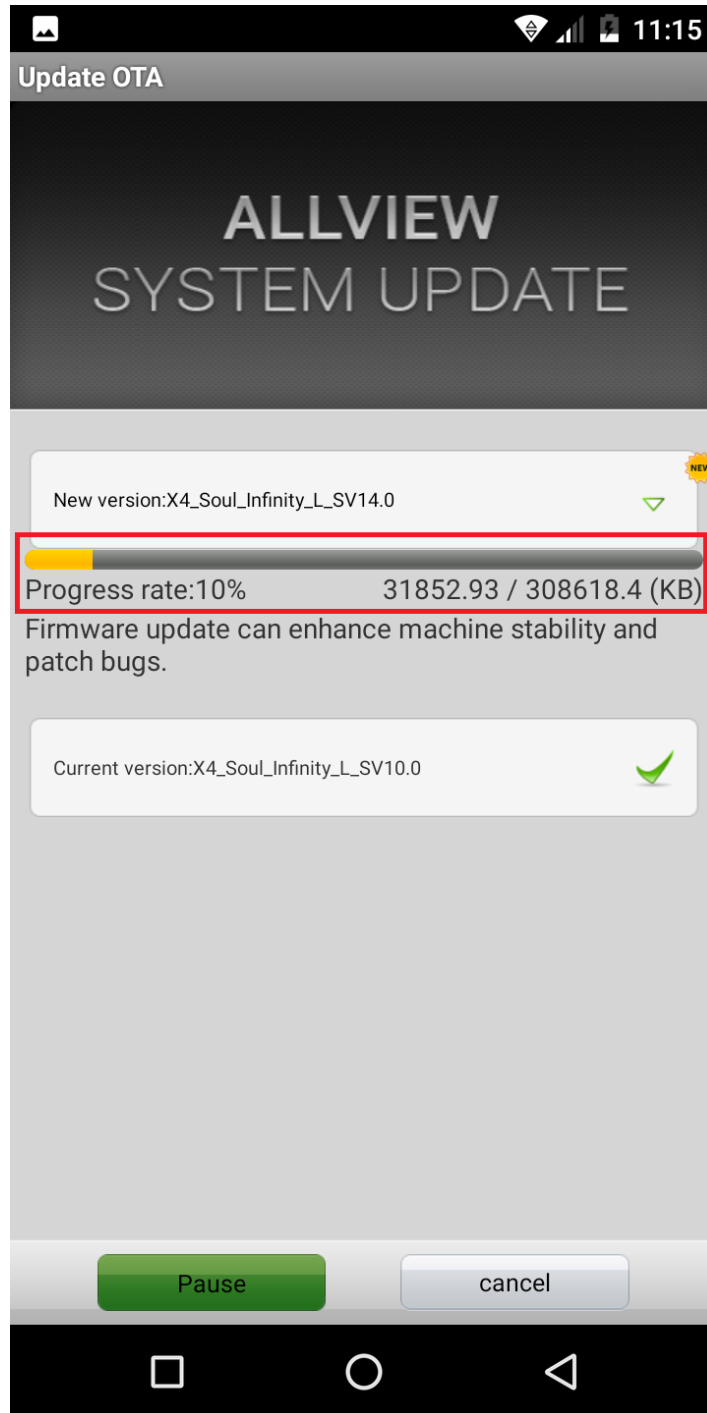 11:15
Update OTA
ALLVIEW
SYSTEM UPDATE
NEW
New version:X4_Soul_Infinity_L_SV14.0
Progress rate:10% 31852.93 / 308618.4 (KB)
Firmware update can enhance machine stability and
patch bugs.
Current version:X4_Soul_Infinity_L_SV10.0
Pause cancel